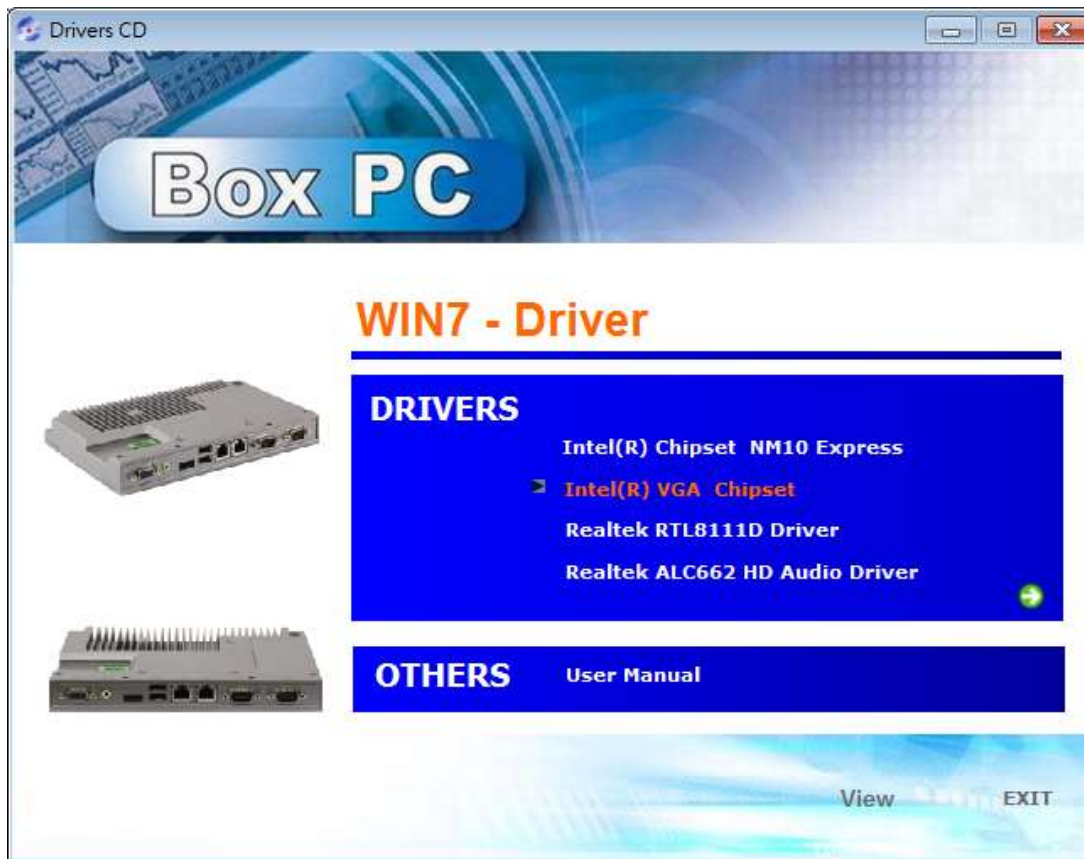 Drivers CD
Box PC
WIN7 - Driver
DRIVERS
Intel(R) Chipset  NM10 Express
Intel(R) VGA  Chipset
Realtek RTL8111D Driver
Realtek ALC662 HD Audio Driver
OTHERS
User Manual
View
EXIT